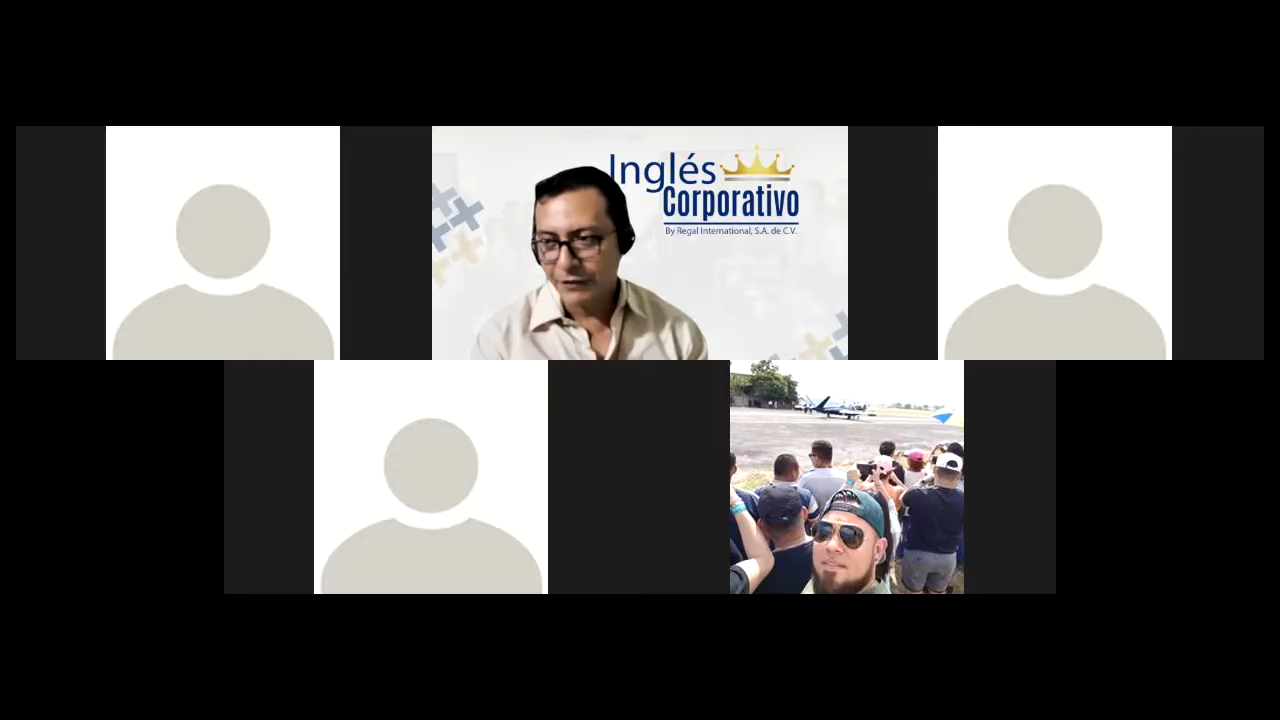 Inglés
Corporativo
By Regal International, S.A. de C.V.